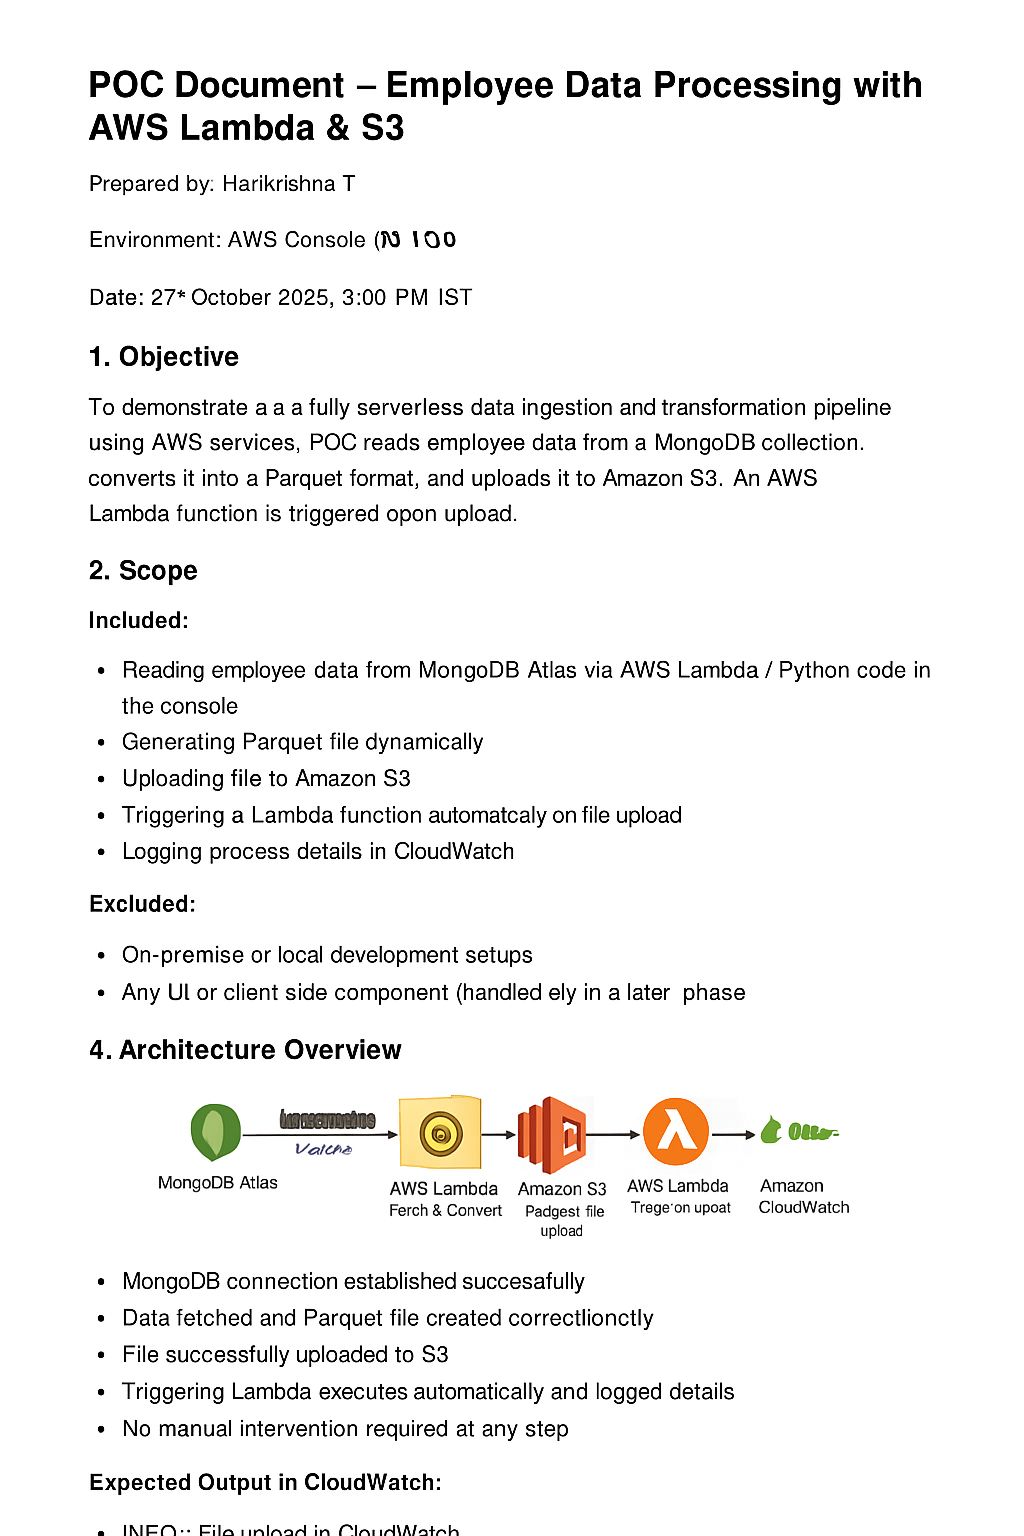 POC Document – Employee Data Processing with
AWS Lambda & S3
Prepared by: Harikrishna T
Environment: AWS Console (
Date: 27* October 2025, 3:00 PM IST
1. Objective
To demonstrate a a a fully serverless data ingestion and transformation pipeline
using AWS services, POC reads employee data from a MongoDB collection.
converts it into a Parquet format, and uploads it to Amazon S3. An AWS
Lambda function is triggered opon upload.
2. Scope
Included:
• Reading employee data from MongoDB Atlas via AWS Lambda / Python code in
the console
• Generating Parquet file dynamically
• Uploading file to Amazon S3
• Triggering a Lambda function automatcaly on file upload
• Logging process details in CloudWatch
Excluded:
• On-premise or local development setups
• Any UI or client side component (handled ely in a later phase
4. Architecture Overview
MongoDB Atlas
AWS Lambda
Ferch & Convert
Amazon S3
Padgest file
upload
AWS Lambda
Trege'on upoat
Amazon
CloudWatch
• MongoDB connection established succesafully
• Data fetched and Parquet file created correctlionctly
• File successfully uploaded to S3
• Triggering Lambda executes automatically and logged details
• No manual intervention required at any step
Expected Output in CloudWatch:
• INFO:: File upload in CloudWatch